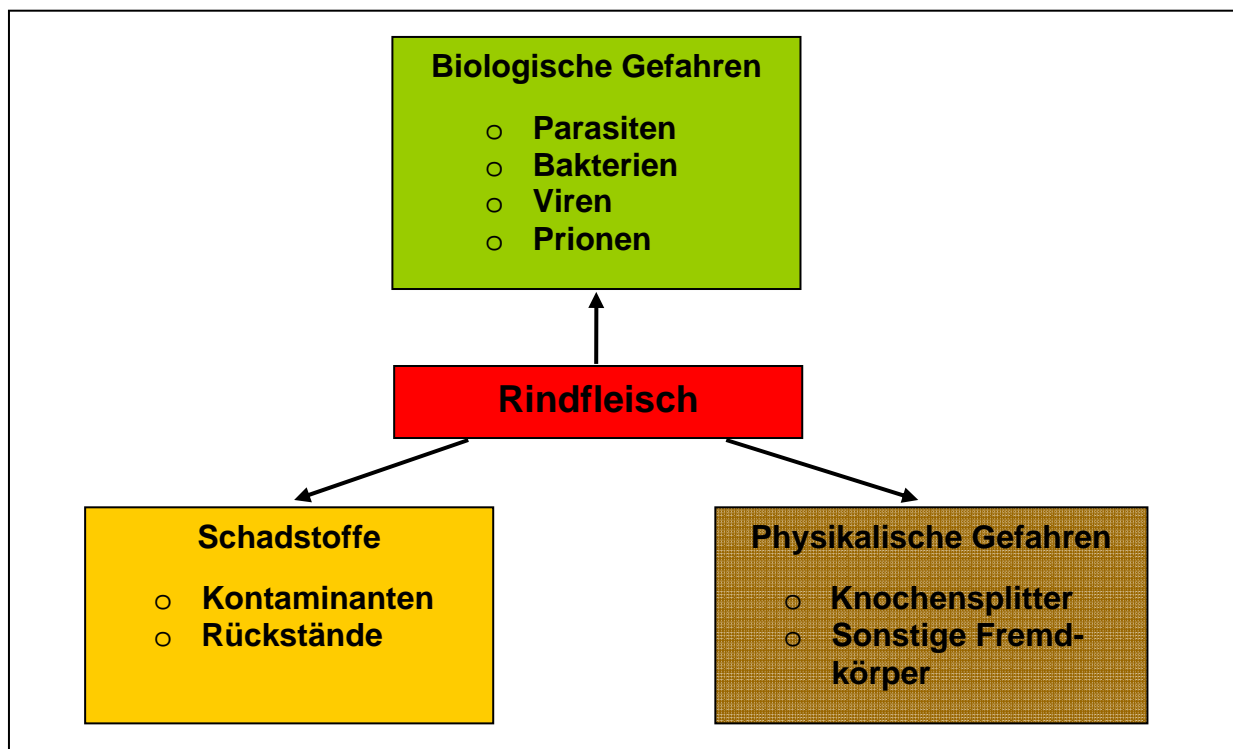 Biologische Gefahren
o Parasiten
o Bakterien
o Viren
o Prionen
Rindfleisch
Schadstoffe
o Kontaminanten
o Rückstände
Physikalische Gefahren
o Knochensplitter
o Sonstige Fremd-
körper